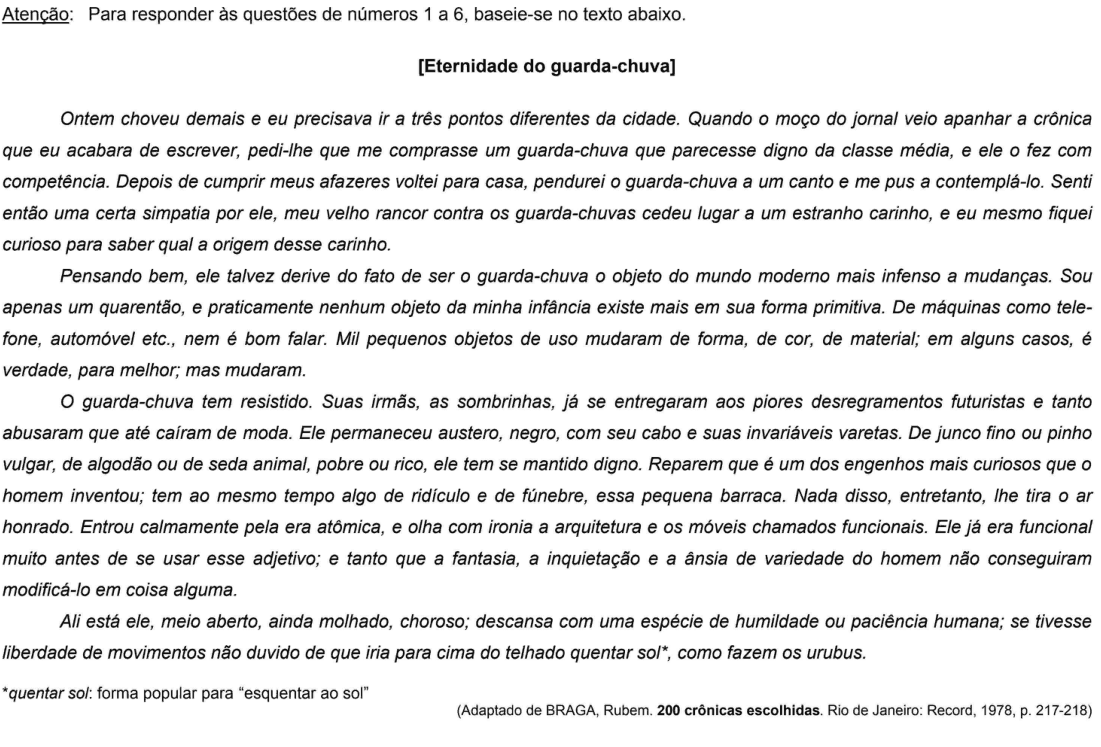 Atenção: Para responder às questões de números 1 a 6, baseie-se no texto abaixo.
[Eternidade do guarda-chuva]
Ontem choveu demais e eu precisava ir a três pontos diferentes da cidade. Quando o moço do jornal veio apanhar a crônica
que eu acabara de escrever, pedi-lhe que me comprasse um guarda-chuva que parecesse digno da classe média, e ele o fez com
competência. Depois de cumprir meus afazeres voltei para casa, pendurei o guarda-chuva a um canto e me pus a contemplá-lo. Senti
então uma certa simpatia por ele, meu velho rancor contra os guarda-chuvas cedeu lugar a um estranho carinho, e eu mesmo fiquei
curioso para saber qual a origem desse carinho.
Pensando bem, ele talvez derive do fato de ser o guarda-chuva o objeto do mundo moderno mais infenso a mudanças. Sou
apenas um quarentão, e praticamente nenhum objeto da minha infância existe mais em sua forma primitiva. De máquinas como tele-
fone, automóvel etc., nem é bom falar. Mil pequenos objetos de uso mudaram de forma, de cor, de material; em alguns casos, é
verdade, para melhor; mas mudaram.
O guarda-chuva tem resistido. Suas irmãs, as sombrinhas, já se entregaram aos piores desregramentos futuristas e tanto
abusaram que até caíram de moda. Ele permaneceu austero, negro, com seu cabo e suas invariáveis varetas. De junco fino ou pinho
vulgar, de algodão ou de seda animal, pobre ou rico, ele tem se mantido digno. Reparem que é um dos engenhos mais curiosos que o
homem inventou; tem ao mesmo tempo algo de ridículo e de fúnebre, essa pequena barraca. Nada disso, entretanto, lhe tira o ar
honrado. Entrou calmamente pela era atômica, e olha com ironia a arquitetura e os móveis chamados funcionais. Ele já era funcional
muito antes de se usar esse adjetivo; e tanto que a fantasia, a inquietação e a ânsia de variedade do homem não conseguiram
modificá-lo em coisa alguma.
Ali está ele, meio aberto, ainda molhado, choroso; descansa com uma espécie de humildade ou paciência humana; se tivesse
liberdade de movimentos não duvido de que iria para cima do telhado quentar sol*, como fazem os urubus.
*quentar sol: forma popular para “esquentar ao sol”
(Adaptado de BRAGA, Rubem. 200 crônicas escolhidas. Rio de Janeiro: Record, 1978, p. 217-218)